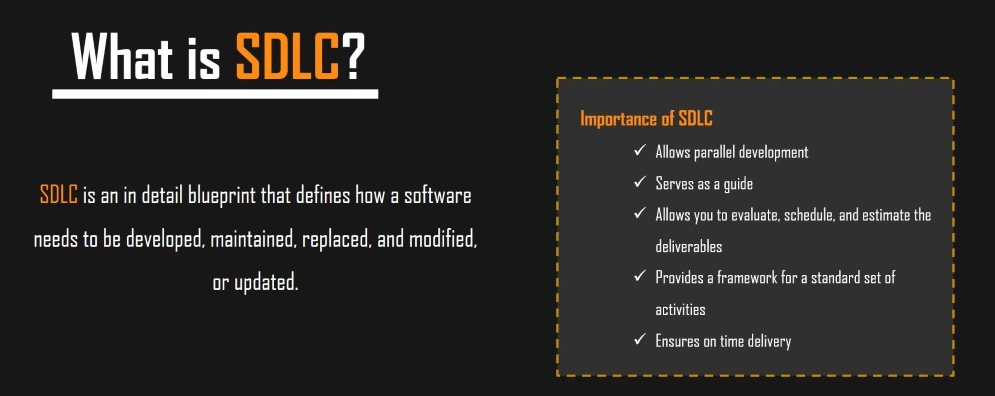 What is SDLC?
SDLC is an in detail blueprint that defines how a software
needs to be developed, maintained, replaced, and modified,
or updated.
Importance of SDLC
✓ Allows parallel development
✓ Serves as a guide
✓ Allows you to evaluate, schedule, and estimate the
deliverables
✓ Provides a framework for a standard set of
activities
✓ Ensures on time delivery